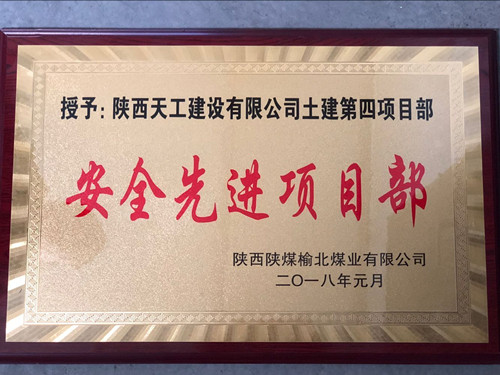 授予：陕西天工建设有限公司土建第四项目部
安全先进项目部
陕西陕煤榆北煤业有限公司
二〇一八年元月